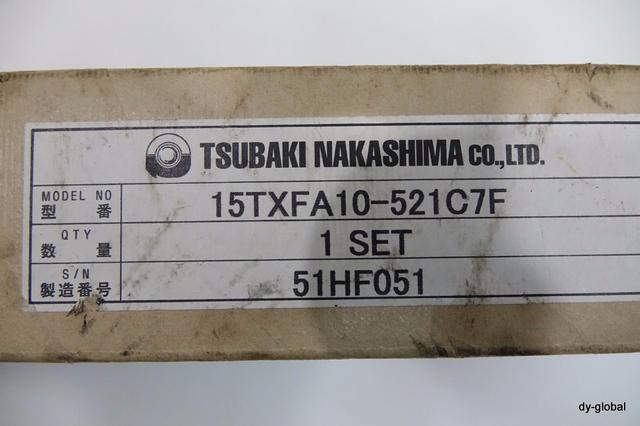 TSUBAKI NAKASHIMA CO.,LTD.
MODEL NO
型番
15TXFA10-521C7F
QTY
数量
1 SET
S/N
製造番号
51HF051
dy-global